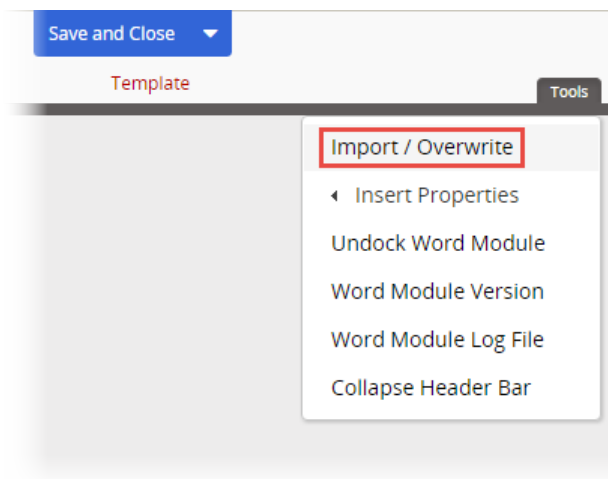 Save and Close
Template
Tools
Import / Overwrite
Insert Properties
Undock Word Module
Word Module Version
Word Module Log File
Collapse Header Bar